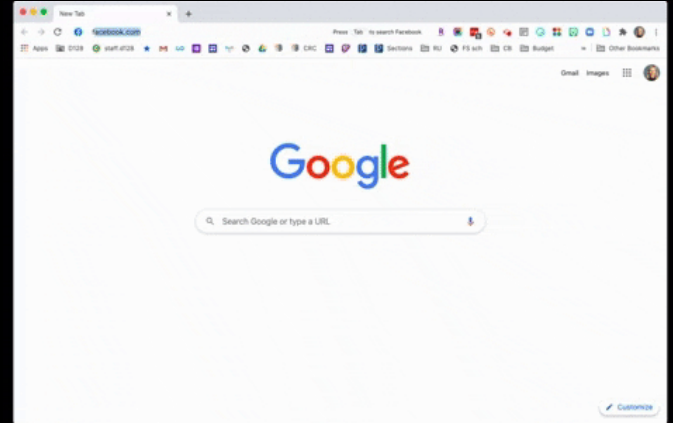 New Tab
facebook.com Press Tab to search Facebook
Apps D128 staff.d128 CRC Sections RU FS sch CB Budget » Other Bookmarks
Gmail Images
Google
Search Google or type a URL
Customize